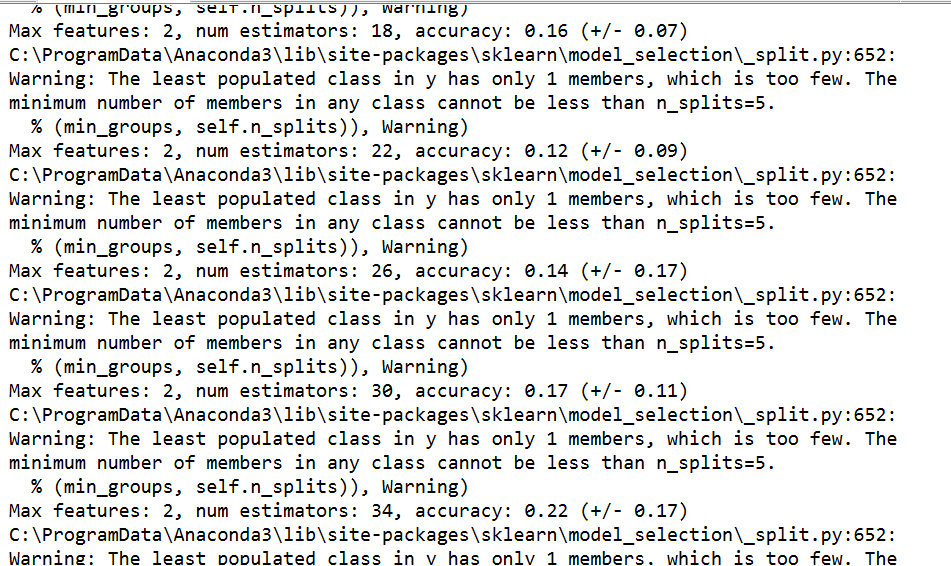 % (min_groups, self.n_splits)), Warning)
Max features: 2, num estimators: 18, accuracy: 0.16 (+/- 0.07)
C:\ProgramData\Anaconda3\lib\site-packages\sklearn\model_selection\_split.py:652:
Warning: The least populated class in y has only 1 members, which is too few. The
minimum number of members in any class cannot be less than n_splits=5.
  % (min_groups, self.n_splits)), Warning)
Max features: 2, num estimators: 22, accuracy: 0.12 (+/- 0.09)
C:\ProgramData\Anaconda3\lib\site-packages\sklearn\model_selection\_split.py:652:
Warning: The least populated class in y has only 1 members, which is too few. The
minimum number of members in any class cannot be less than n_splits=5.
  % (min_groups, self.n_splits)), Warning)
Max features: 2, num estimators: 26, accuracy: 0.14 (+/- 0.17)
C:\ProgramData\Anaconda3\lib\site-packages\sklearn\model_selection\_split.py:652:
Warning: The least populated class in y has only 1 members, which is too few. The
minimum number of members in any class cannot be less than n_splits=5.
  % (min_groups, self.n_splits)), Warning)
Max features: 2, num estimators: 30, accuracy: 0.17 (+/- 0.11)
C:\ProgramData\Anaconda3\lib\site-packages\sklearn\model_selection\_split.py:652:
Warning: The least populated class in y has only 1 members, which is too few. The
minimum number of members in any class cannot be less than n_splits=5.
  % (min_groups, self.n_splits)), Warning)
Max features: 2, num estimators: 34, accuracy: 0.22 (+/- 0.17)
C:\ProgramData\Anaconda3\lib\site-packages\sklearn\model_selection\_split.py:652:
Warning: The least populated class in y has only 1 members, which is too few. The